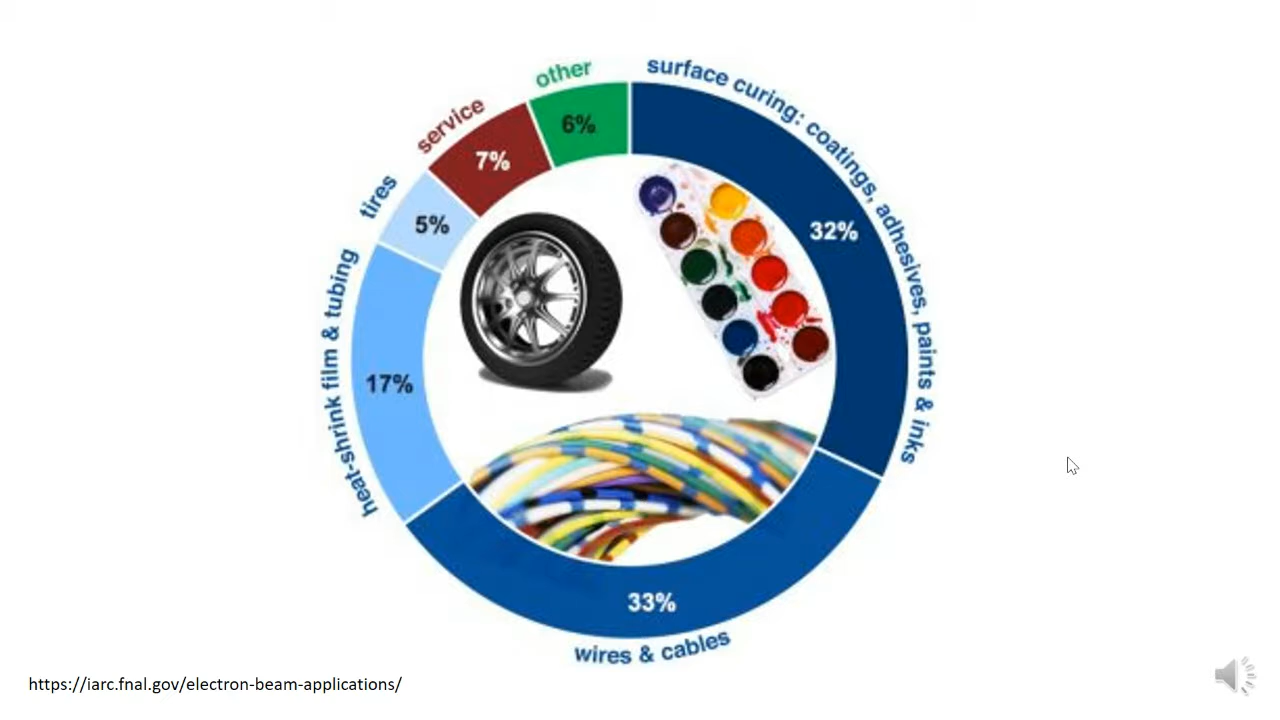 surface curing: coatings, adhesives, paints & inks
32%
wires & cables
33%
heat-shrink film & tubing
17%
tires
5%
service
7%
other
6%
https://iarc.fnal.gov/electron-beam-applications/